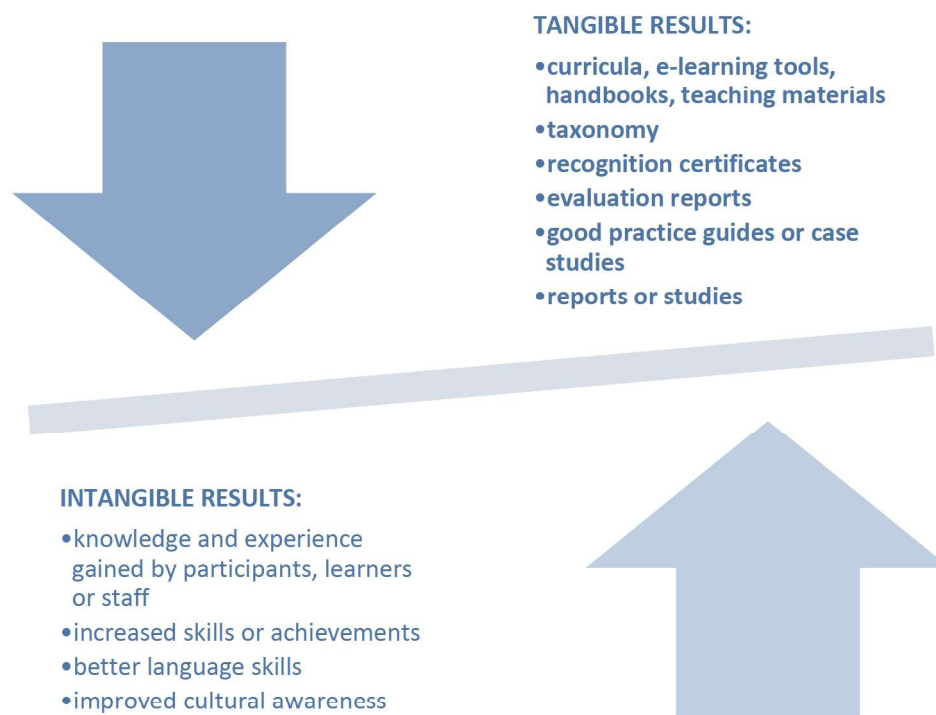 TANGIBLE RESULTS:
•curricula, e-learning tools,
handbooks, teaching materials
•taxonomy
•recognition certificates
•evaluation reports
•good practice guides or case
studies
•reports or studies
INTANGIBLE RESULTS:
•knowledge and experience
gained by participants, learners
or staff
•increased skills or achievements
•better language skills
•improved cultural awareness